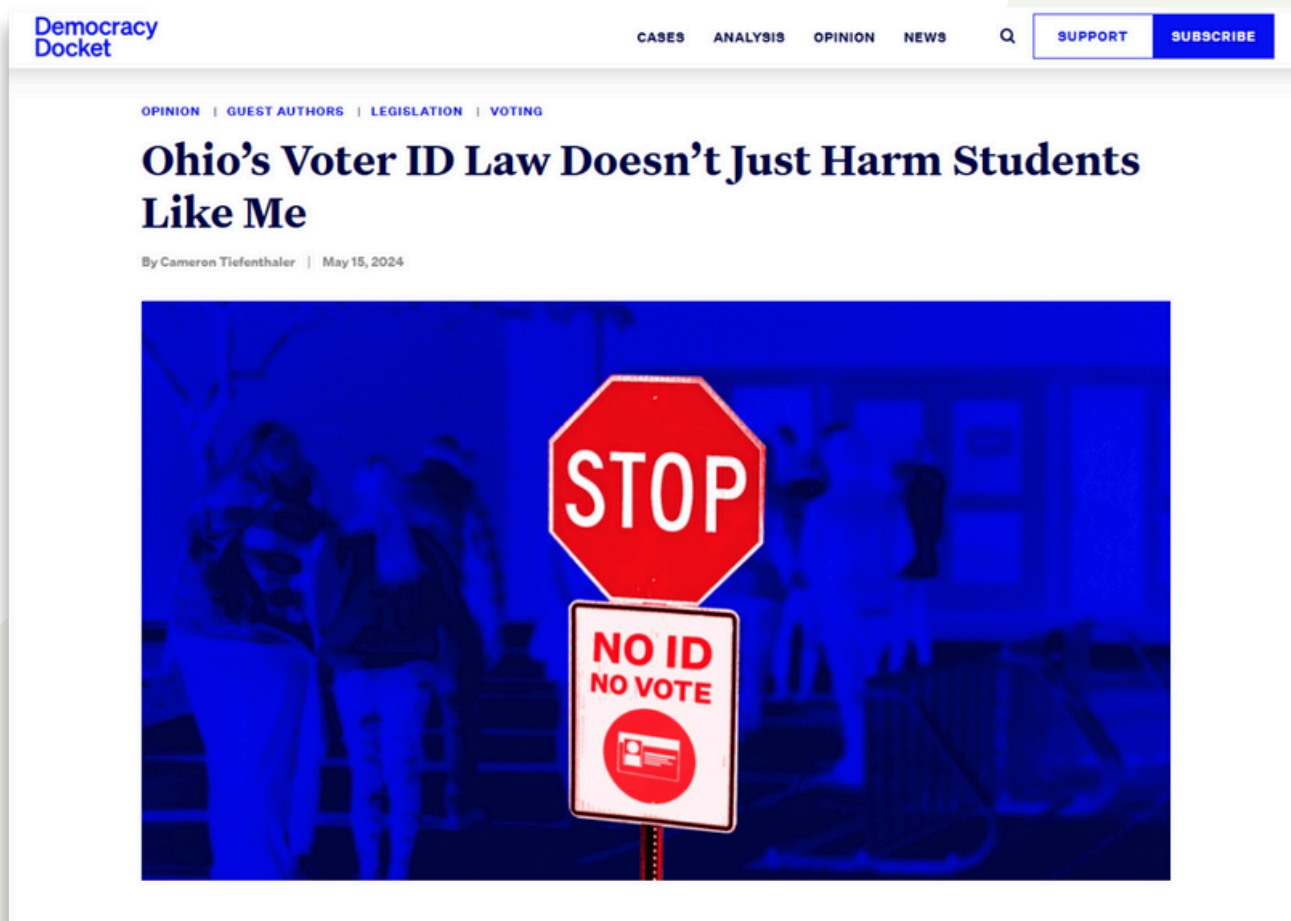 Democracy
Docket
CASES ANALYSIS OPINION NEWS SUPPORT SUBSCRIBE
OPINION | GUEST AUTHORS | LEGISLATION | VOTING
Ohio’s Voter ID Law Doesn’t Just Harm Students
Like Me
By Cameron Tiefenthaler | May 15, 2024
STOP
NO ID
NO VOTE